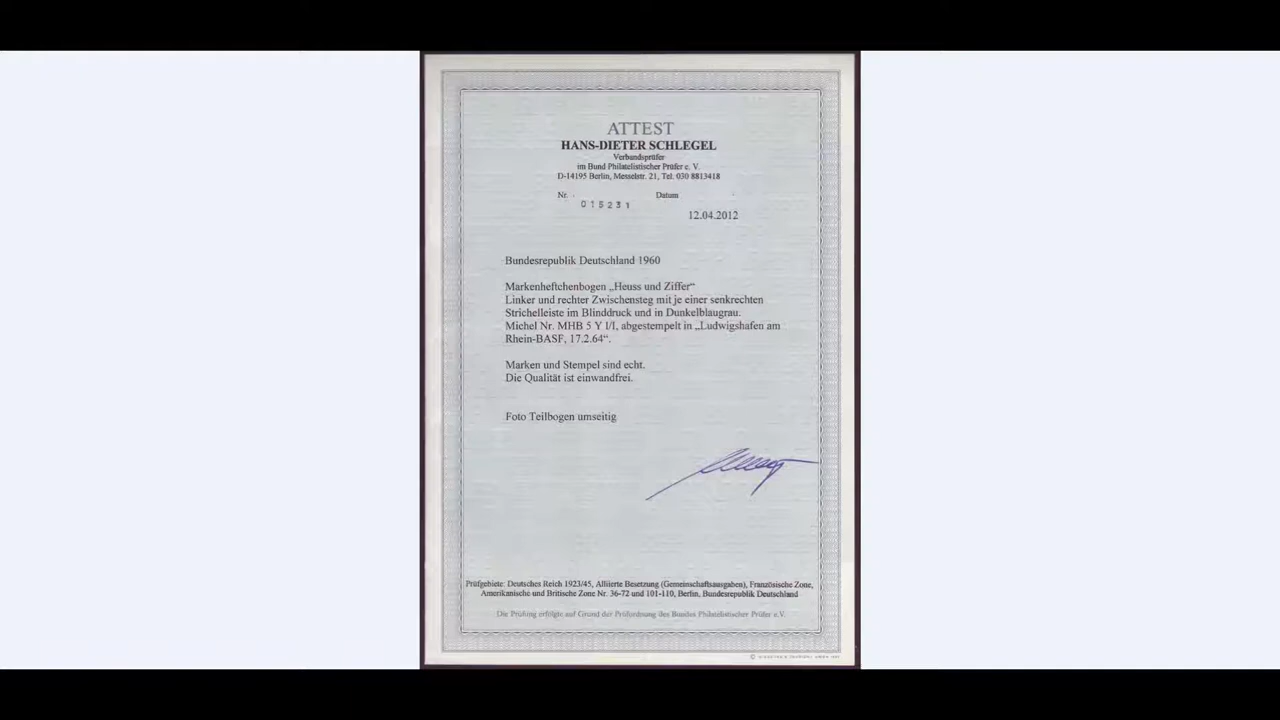 ATTEST
HANS-DIETER SCHLEGEL
Verbandsprüfer
im Bund Philatelistischer Prüfer e. V.
D-14195 Berlin, Messelstr. 21, Tel. 030 8813418
Nr. Datum
015231
12.04.2012
Bundesrepublik Deutschland 1960
Markenheftchenbogen „Heuss und Ziffer“
Linker und rechter Zwischensteg mit je einer senkrechten
Strichelleiste im Blinddruck und in Dunkelblaugrau.
Michel Nr. MHB 5 Y I/I, abgestempelt in „Ludwigshafen am
Rhein-BASF, 17.2.64“.
Marken und Stempel sind echt.
Die Qualität ist einwandfrei.
Foto Teilbogen umseitig
Prüfgebiete: Deutsches Reich 1923/45, Alliierte Besetzung (Gemeinschaftsausgaben), Französische Zone,
Amerikanische und Britische Zone Nr. 36-72 und 101-110, Berlin, Bundesrepublik Deutschland
Die Prüfung erfolgte auf Grund der Prüfordnung des Bundes Philatelistischer Prüfer e.V.